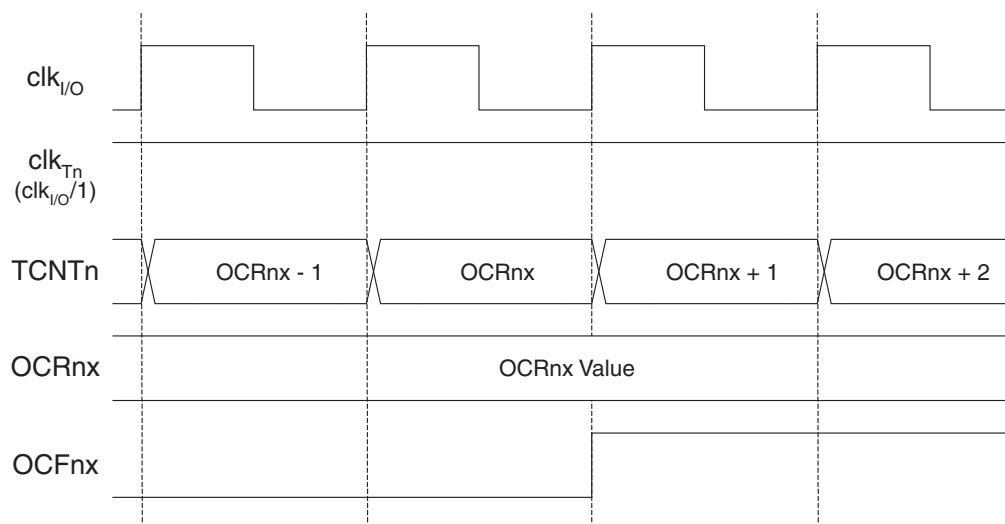 clkI/O
clkTn
(clkI/O/1)
TCNTn OCRnx - 1 OCRnx OCRnx + 1 OCRnx + 2
OCRnx OCRnx Value
OCFnx